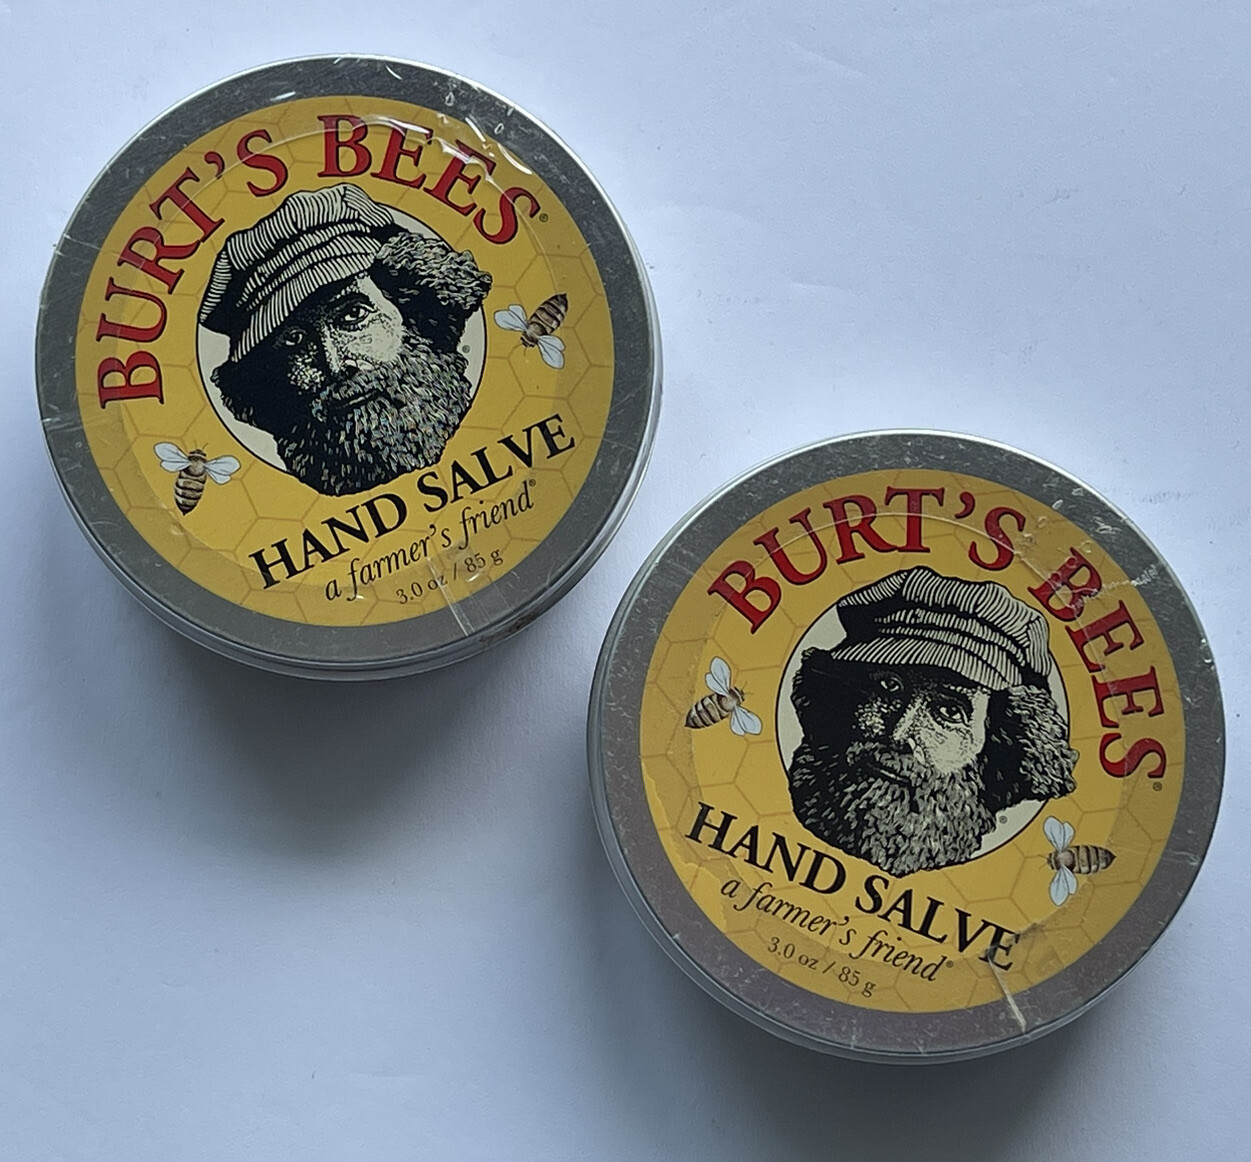 BURT'S BEES®
HAND SALVE
a farmer's friend®
3.0 oz / 85 g
BURT'S BEES®
HAND SALVE
a farmer's friend®
3.0 oz / 85 g